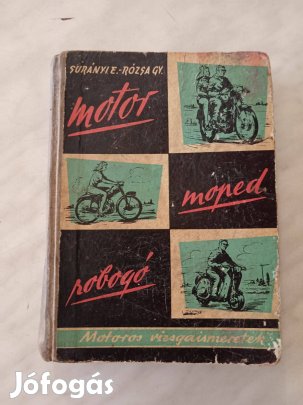 SURÁNYI E.-RÓZSA GY.
motor
moped
robogó
Motoros vizsgaismeretek
Jófogás